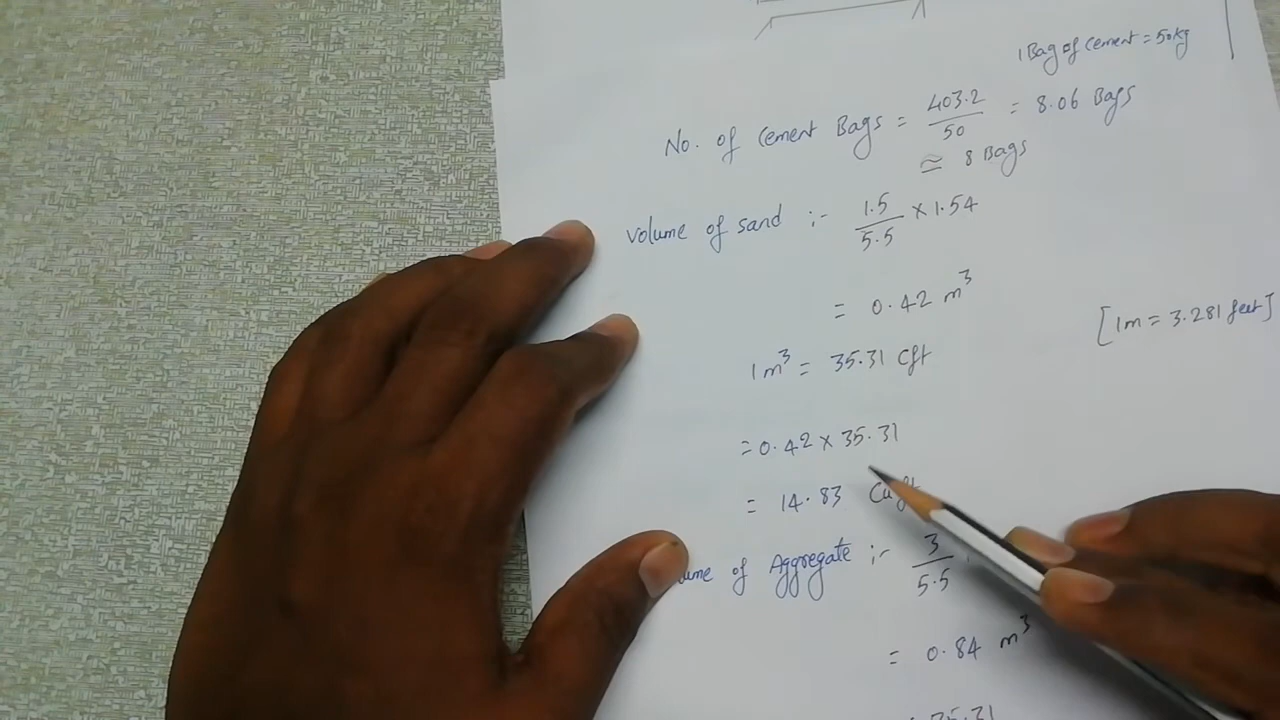 1 Bag of Cement = 50kg
No. of Cement Bags = 403.2 / 50 = 8.06 Bags
≅ 8 Bags
Volume of sand :- 1.5 / 5.5 × 1.54
= 0.42 m³
[1m = 3.281 feet]
1m³ = 35.31 Cft
= 0.42 × 35.31
= 14.83
of Aggregate :- 3 / 5.5
= 0.84 m³
35.31